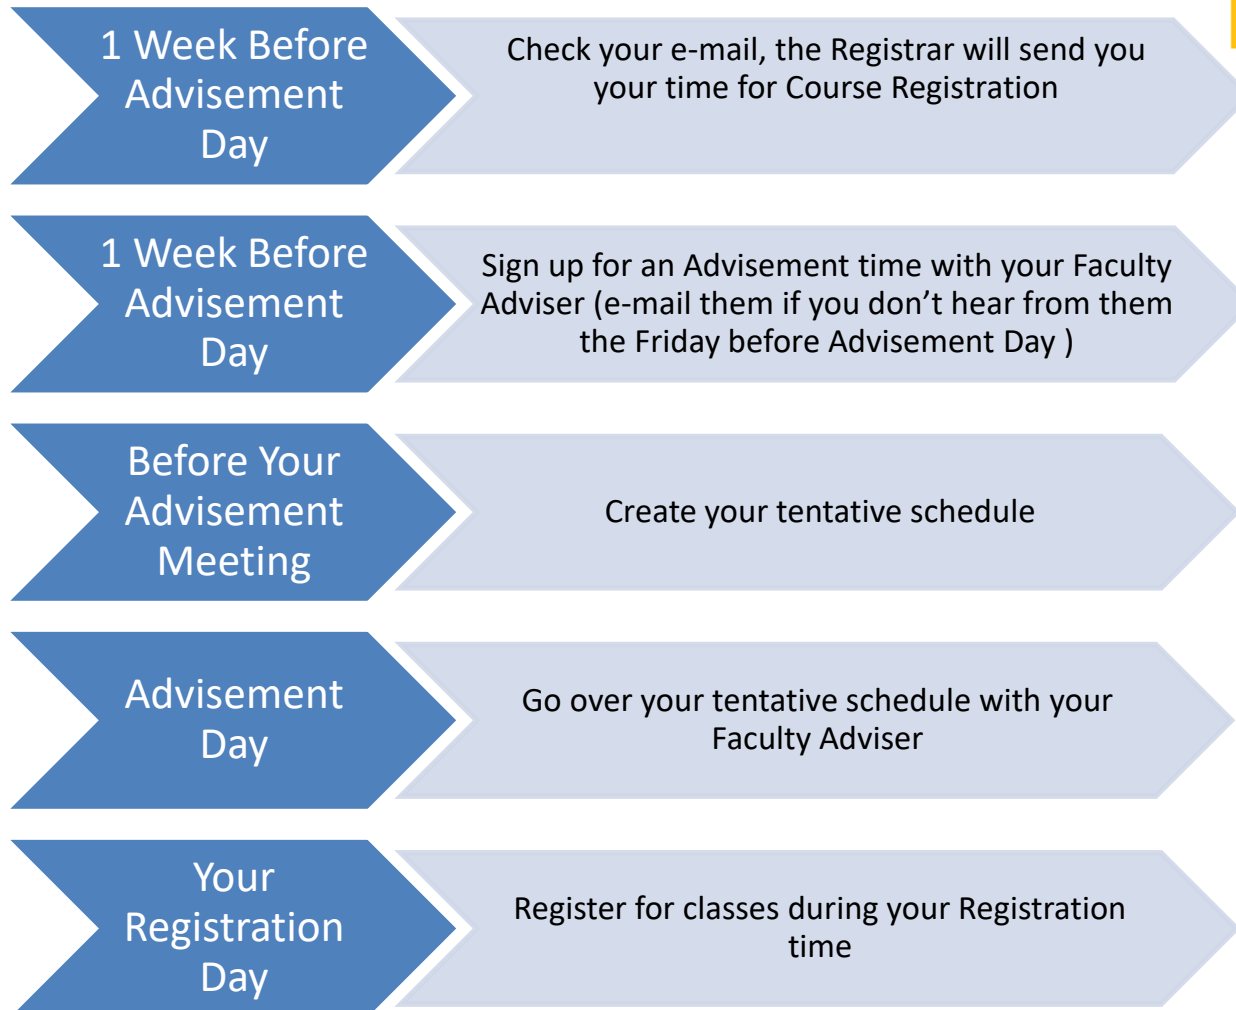 1 Week Before
Advisement
Day
Check your e-mail, the Registrar will send you
your time for Course Registration
1 Week Before
Advisement
Day
Sign up for an Advisement time with your Faculty
Adviser (e-mail them if you don’t hear from them
the Friday before Advisement Day )
Before Your
Advisement
Meeting
Create your tentative schedule
Advisement
Day
Go over your tentative schedule with your
Faculty Adviser
Your
Registration
Day
Register for classes during your Registration
time